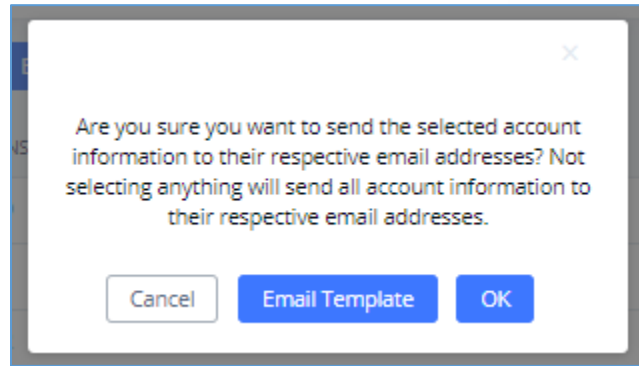 Are you sure you want to send the selected account
information to their respective email addresses? Not
selecting anything will send all account information to
their respective email addresses.
Cancel
Email Template
OK